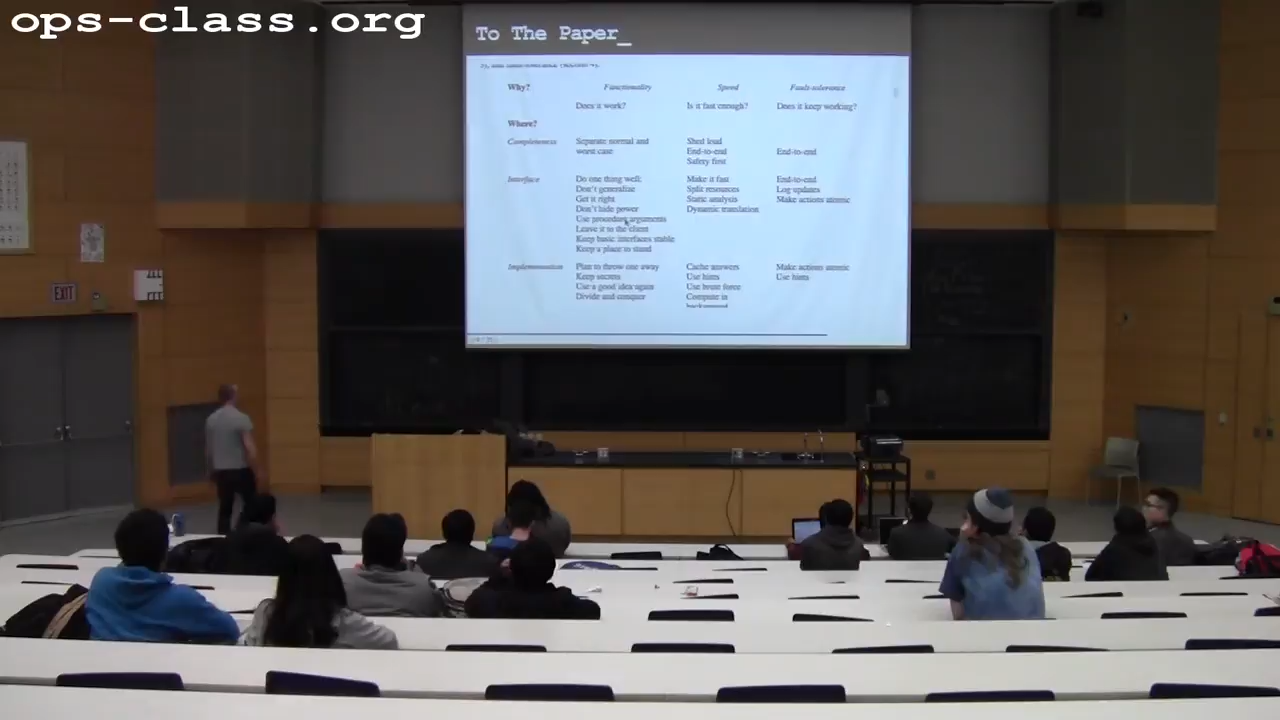 ops-class.org
To The Paper_
Why? Functionality Speed Fault-tolerance
Does it work? Is it fast enough? Does it keep working?
Where?
Completeness Separate normal and Shed load
worst case End-to-end End-to-end
Safety first
Interface Do one thing well: Make it fast End-to-end
Don't generalize Split resources Log updates
Get it right Static analysis Make actions atomic
Don't hide power Dynamic translation
Use procedure arguments
Leave it to the client
Keep basic interfaces stable
Keep a place to stand
Implementation Plan to throw one away Cache answers Make actions atomic
Keep secrets Use hints Use hints
Use a good idea again Use brute force
Divide and conquer Compute in
background
EXIT